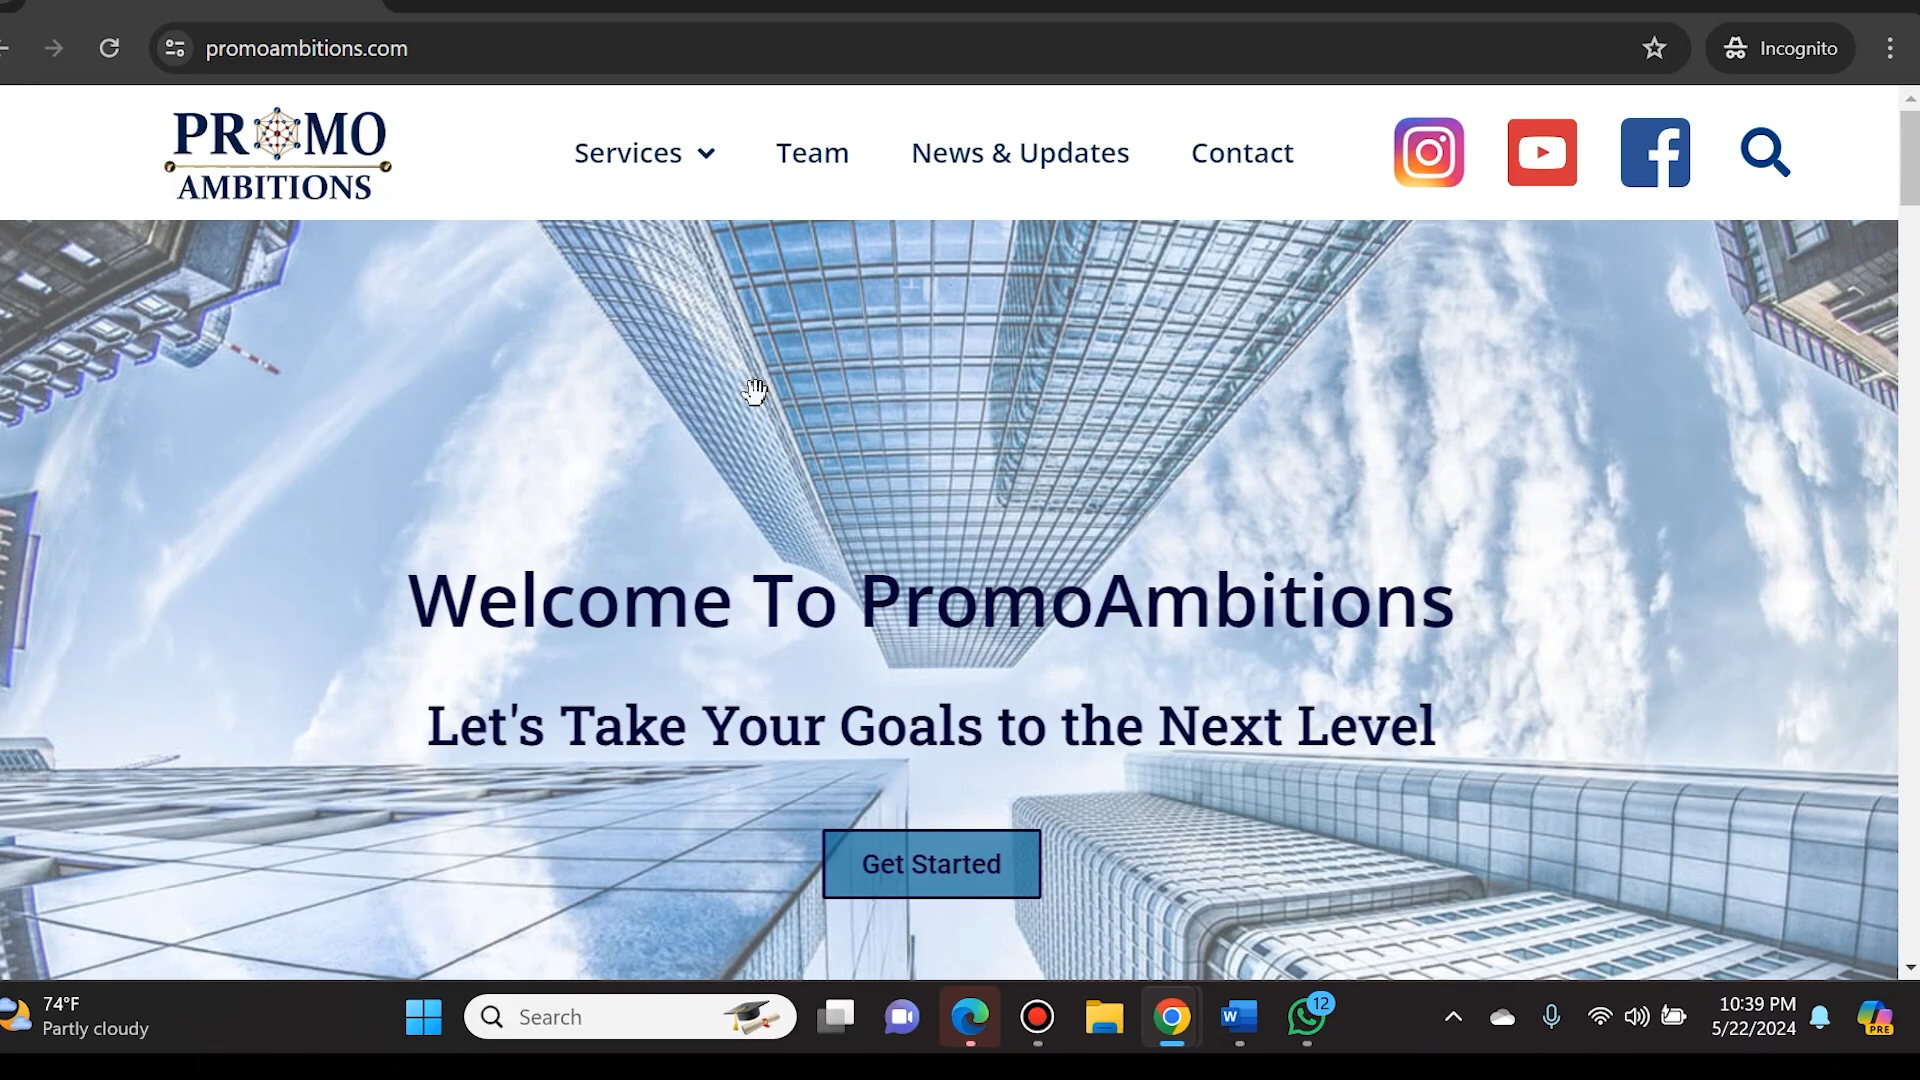 promoambitions.com
Incognito
PROMO
AMBITIONS
Services
Team
News & Updates
Contact
Welcome To PromoAmbitions
Let's Take Your Goals to the Next Level
Get Started
74°F
Partly cloudy
Search
W
12
10:39 PM
5/22/2024
PRE